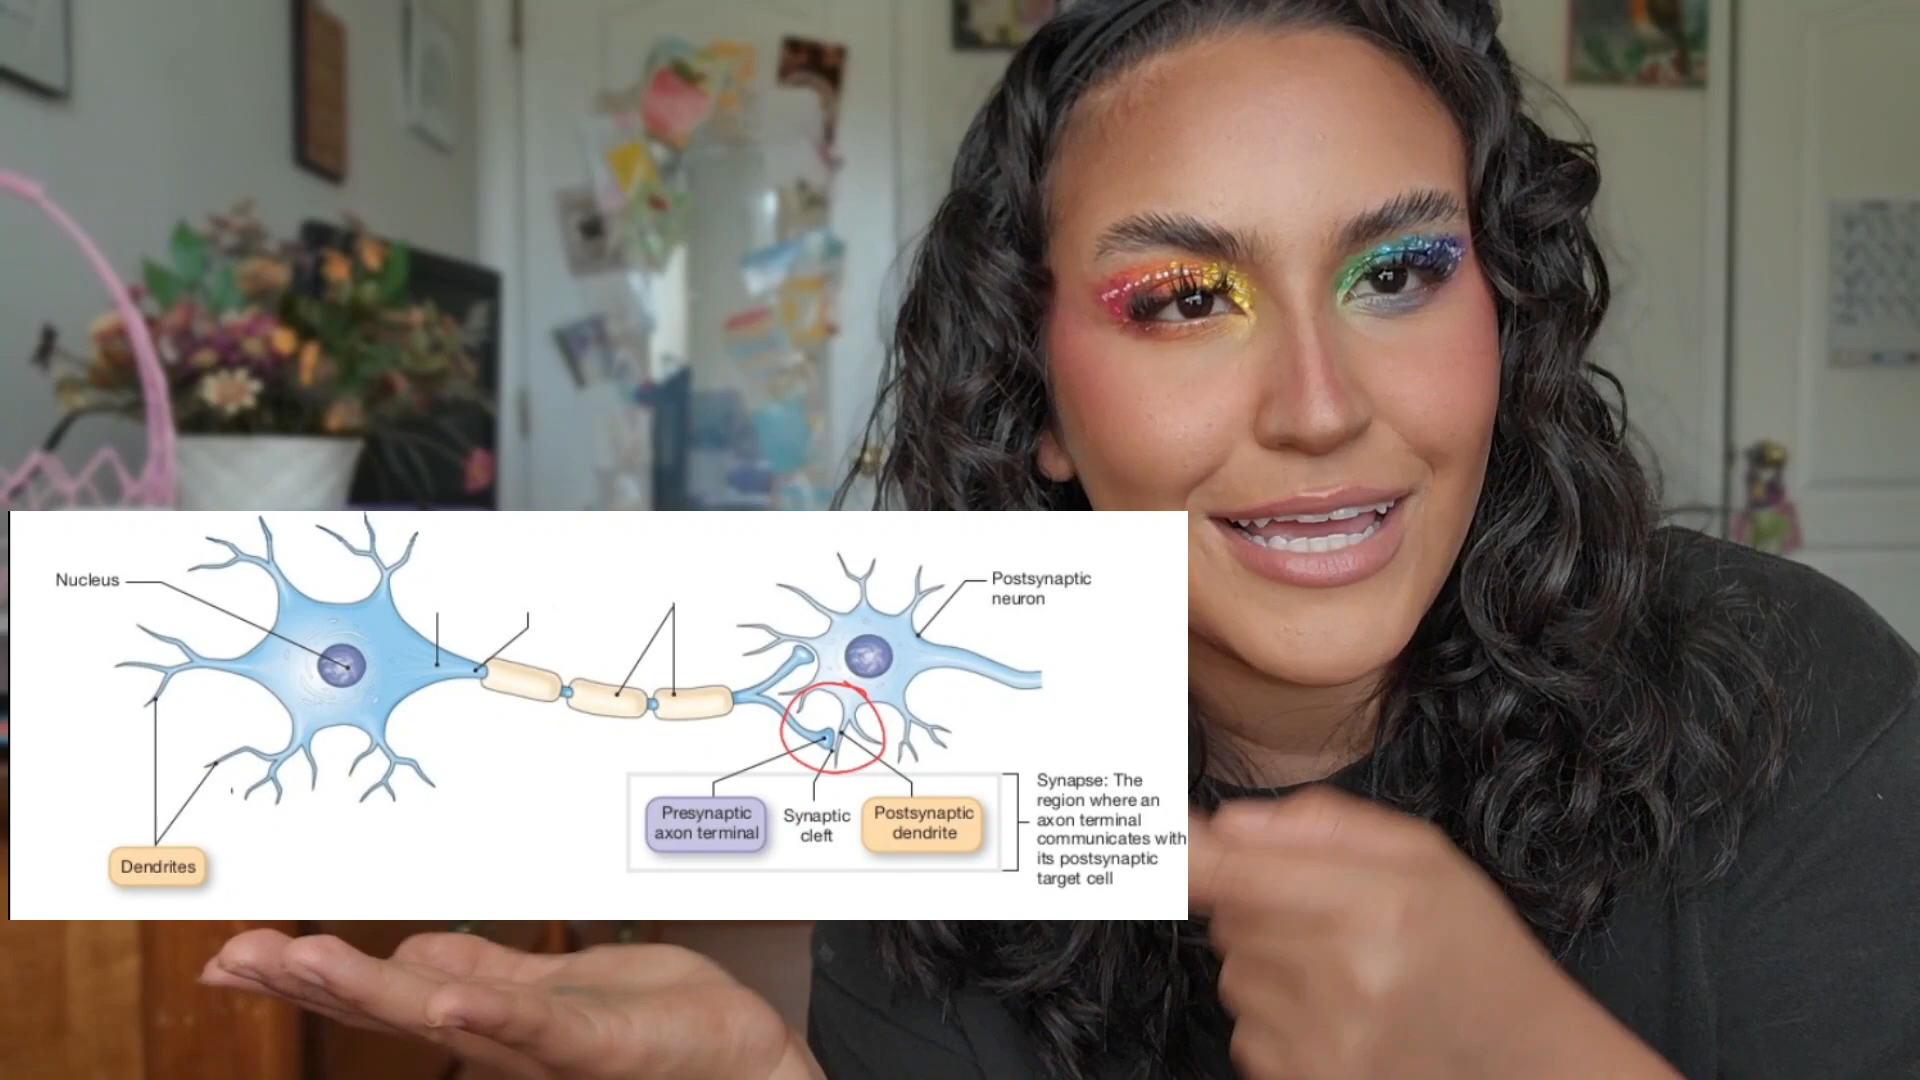 Nucleus
Postsynaptic
neuron
Dendrites
Presynaptic
axon terminal
Synaptic
cleft
Postsynaptic
dendrite
Synapse: The
region where an
axon terminal
communicates with
its postsynaptic
target cell